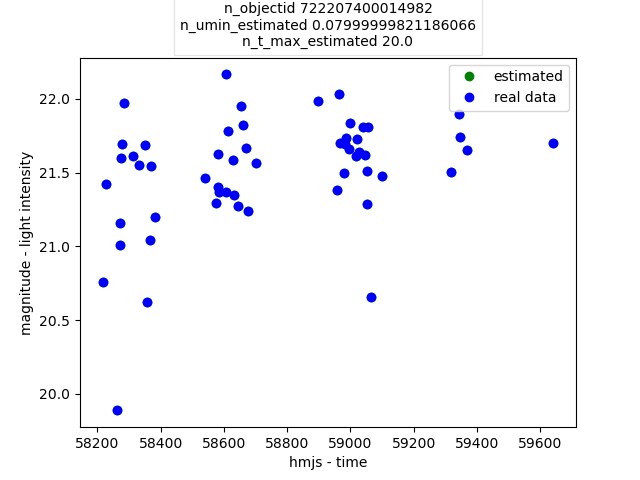 n_objectid 722207400014982
n_umin_estimated 0.07999999821186066
n_t_max_estimated 20.0
estimated
real data
magnitude - light intensity
22.0
21.5
21.0
20.5
20.0
58200 58400 58600 58800 59000 59200 59400 59600
hmjs - time